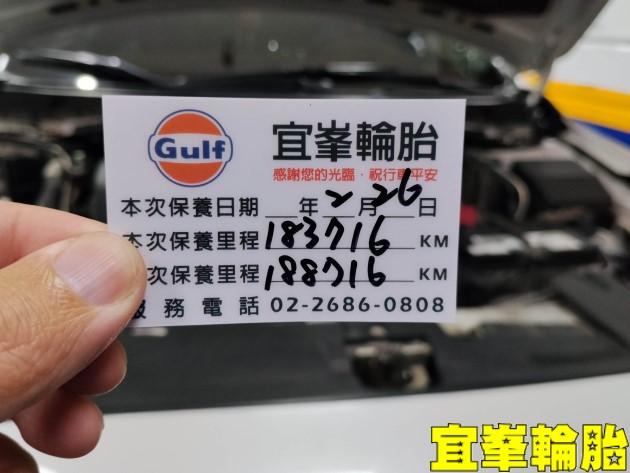 Gulf
宜峯輪胎
感謝您的光臨‧祝行車平安
本次保養日期 年 2 月 26 日
本次保養里程 183716 KM
次保養里程 188716 KM
服務電話 02-2686-0808
宜峯輪胎